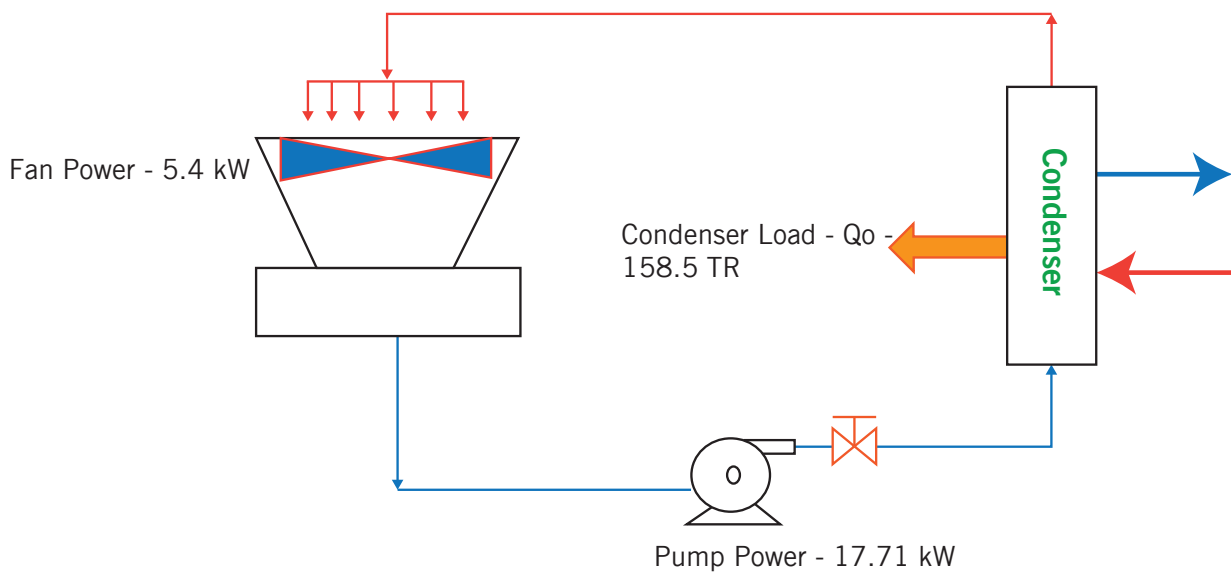 Fan Power - 5.4 kW
Condenser Load - Qo -
158.5 TR
Condenser
Pump Power - 17.71 kW